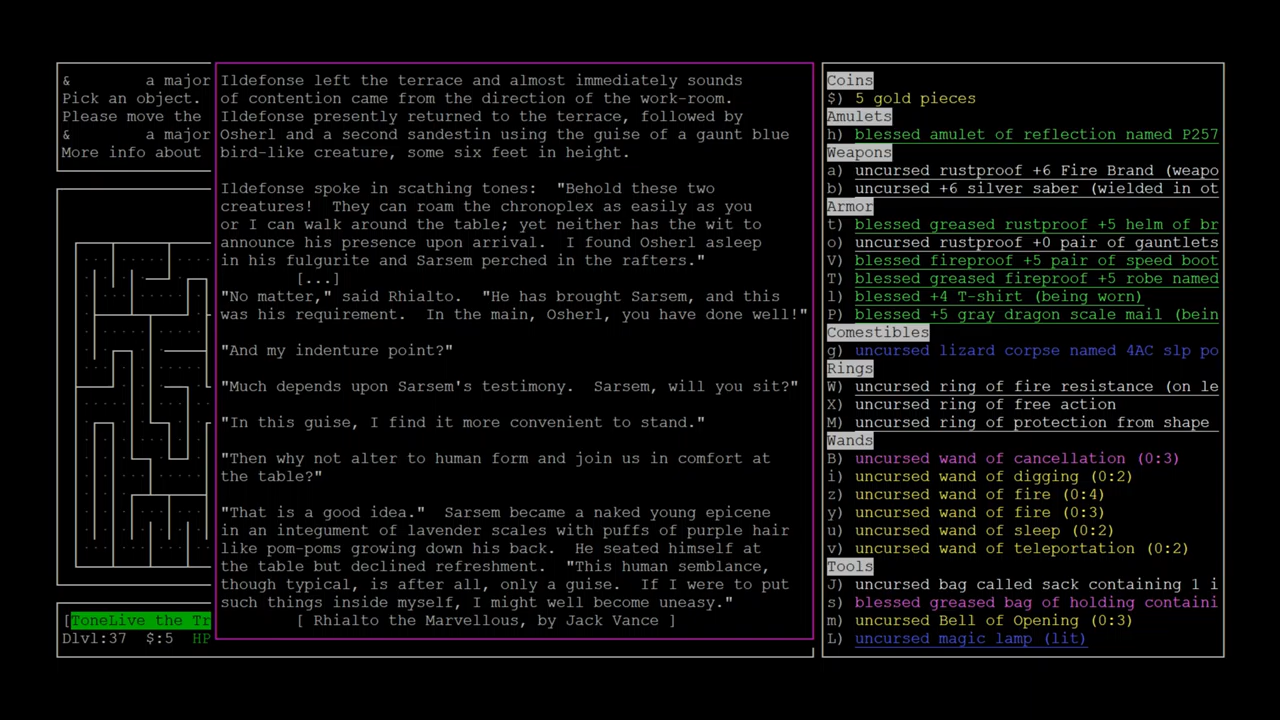 &        a major
Pick an object.
Please move the
&        a major
More info about
Ildefonse left the terrace and almost immediately sounds
of contention came from the direction of the work-room.
Ildefonse presently returned to the terrace, followed by
Osherl and a second sandestin using the guise of a gaunt blue
bird-like creature, some six feet in height.
Ildefonse spoke in scathing tones:  "Behold these two
creatures!  They can roam the chronoplex as easily as you
or I can walk around the table; yet neither has the wit to
announce his presence upon arrival.  I found Osherl asleep
in his fulgurite and Sarsem perched in the rafters."
[...]
"No matter," said Rhialto.  "He has brought Sarsem, and this
was his requirement.  In the main, Osherl, you have done well!"
"And my indenture point?"
"Much depends upon Sarsem's testimony.  Sarsem, will you sit?"
"In this guise, I find it more convenient to stand."
"Then why not alter to human form and join us in comfort at
the table?"
"That is a good idea."  Sarsem became a naked young epicene
in an integument of lavender scales with puffs of purple hair
like pom-poms growing down his back.  He seated himself at
the table but declined refreshment.  "This human semblance,
though typical, is after all, only a guise.  If I were to put
such things inside myself, I might well become uneasy."
[ Rhialto the Marvellous, by Jack Vance ]
[ToneLive the Tr
Dlvl:37  $:5  HP
Coins
$) 5 gold pieces
Amulets
h) blessed amulet of reflection named P257
Weapons
a) uncursed rustproof +6 Fire Brand (weapo
b) uncursed +6 silver saber (wielded in ot
Armor
t) blessed greased rustproof +5 helm of br
o) uncursed rustproof +0 pair of gauntlets
V) blessed fireproof +5 pair of speed boot
T) blessed greased fireproof +5 robe named
l) blessed +4 T-shirt (being worn)
P) blessed +5 gray dragon scale mail (bein
Comestibles
g) uncursed lizard corpse named 4AC slp po
Rings
W) uncursed ring of fire resistance (on le
X) uncursed ring of free action
M) uncursed ring of protection from shape
Wands
B) uncursed wand of cancellation (0:3)
i) uncursed wand of digging (0:2)
z) uncursed wand of fire (0:4)
y) uncursed wand of fire (0:3)
u) uncursed wand of sleep (0:2)
v) uncursed wand of teleportation (0:2)
Tools
J) uncursed bag called sack containing 1 i
s) blessed greased bag of holding containi
m) uncursed Bell of Opening (0:3)
L) uncursed magic lamp (lit)